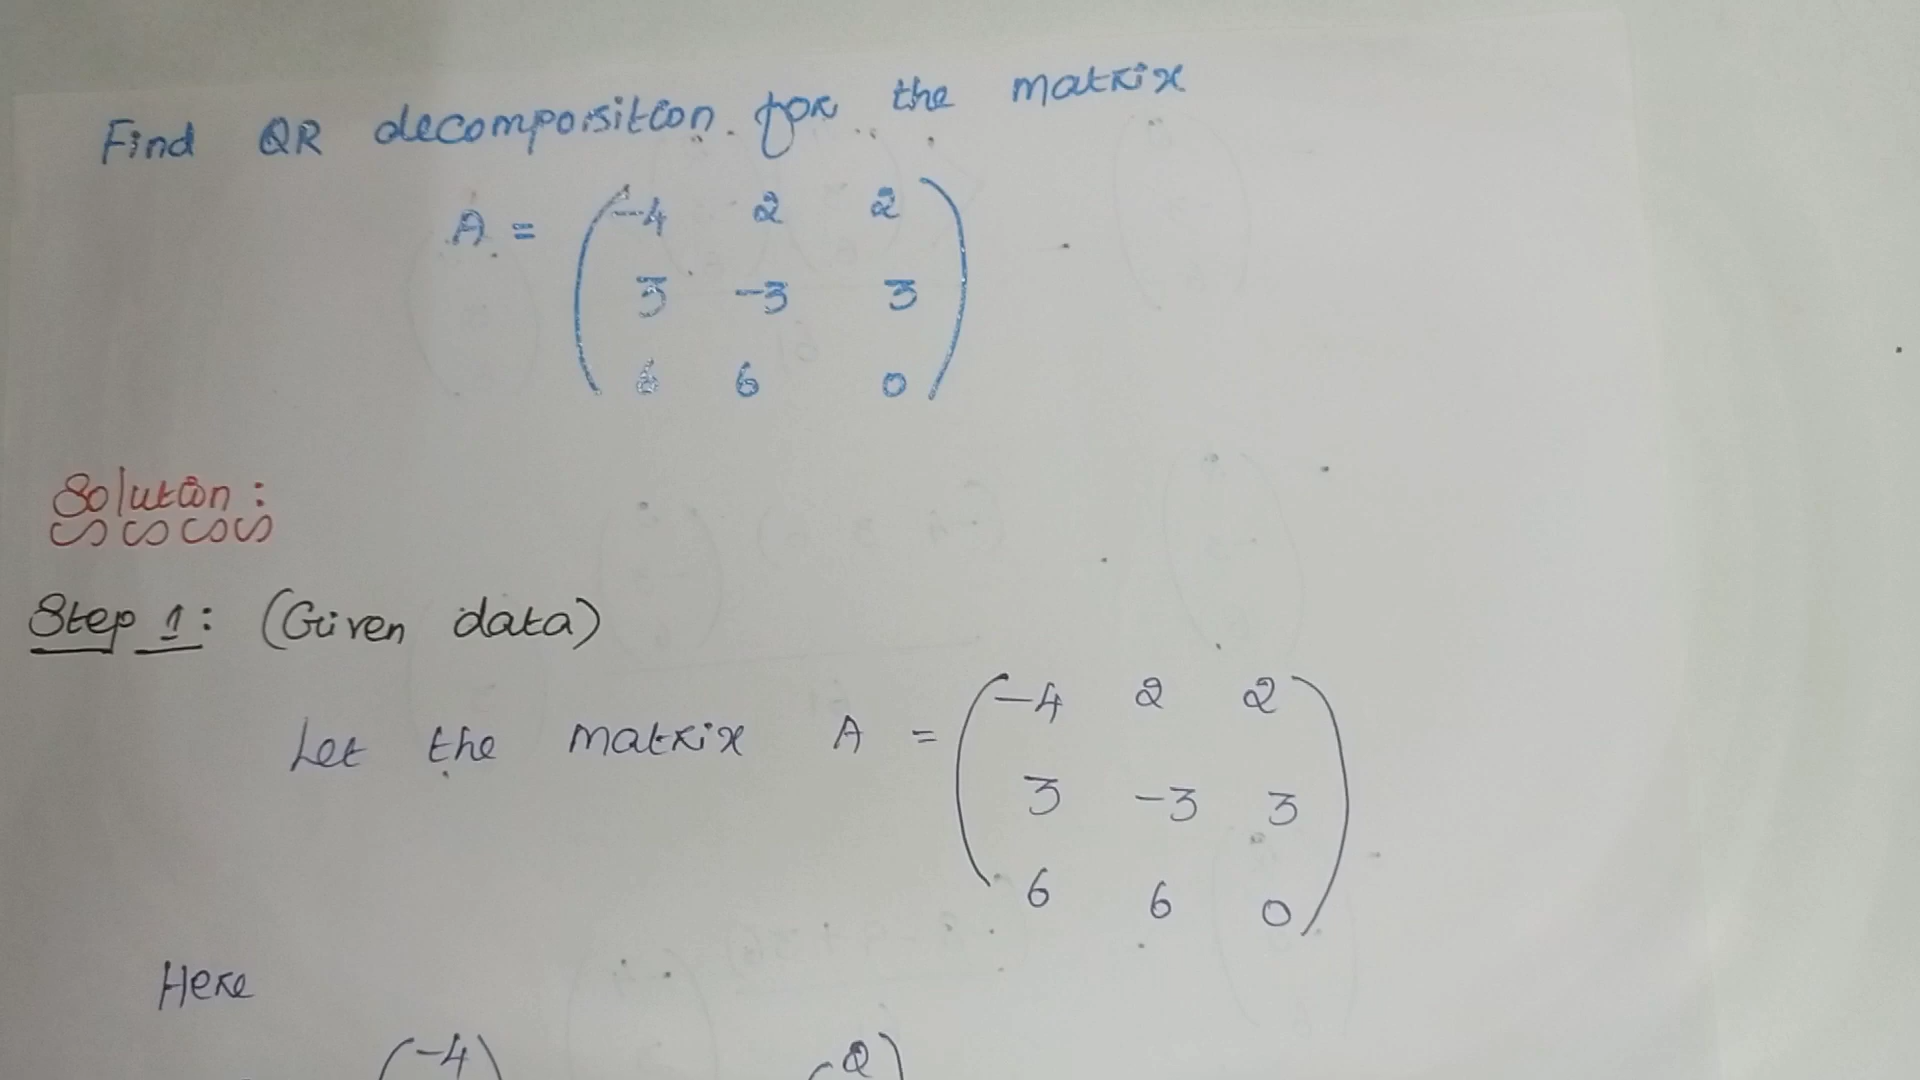 Find QR decomposition for the matrix
A = (-4 2 2
3 -3 3
6 6 0)
Solution:
Step 1: (Given data)
Let the matrix A = (-4 2 2
3 -3 3
6 6 0)
Here
(-4) (2)